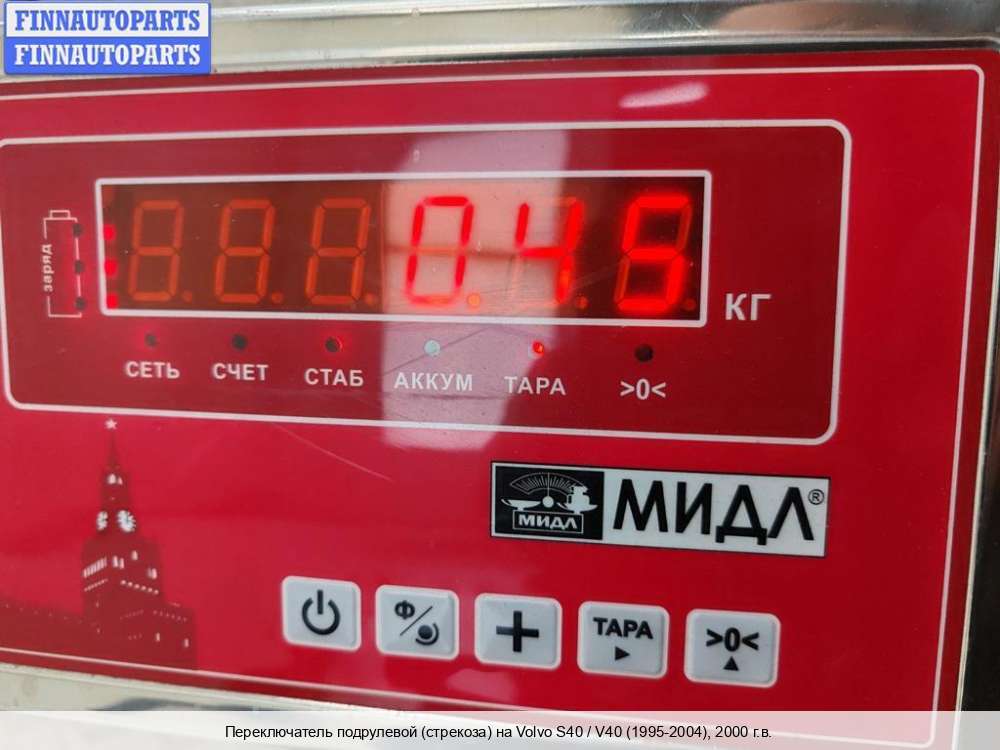 FINNAUTOPARTS
FINNAUTOPARTS
заряд
0.45
КГ
СЕТЬ СЧЕТ СТАБ АККУМ ТАРА >0<
МИДЛ МИДЛ®
Ф
ТАРА >0<
Переключатель подрулевой (стрекоза) на Volvo S40 / V40 (1995-2004), 2000 г.в.